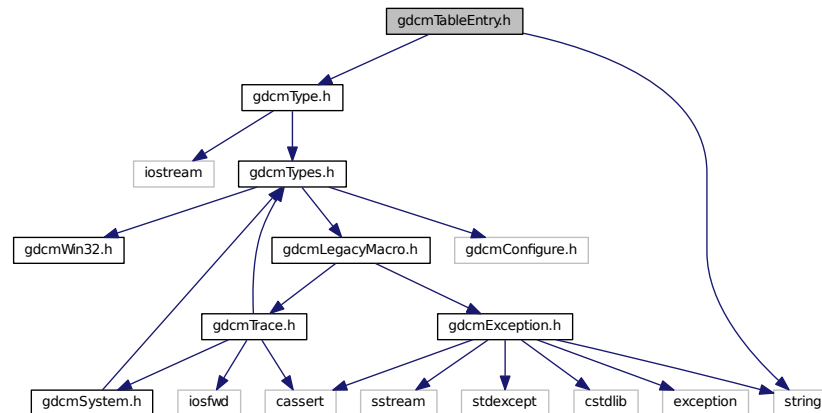 gdcmTableEntry.h
gdcmType.h
iostream
gdcmTypes.h
gdcmWin32.h
gdcmLegacyMacro.h
gdcmConfigure.h
gdcmTrace.h
gdcmException.h
gdcmSystem.h
iosfwd
cassert
sstream
stdexcept
cstdlib
exception
string